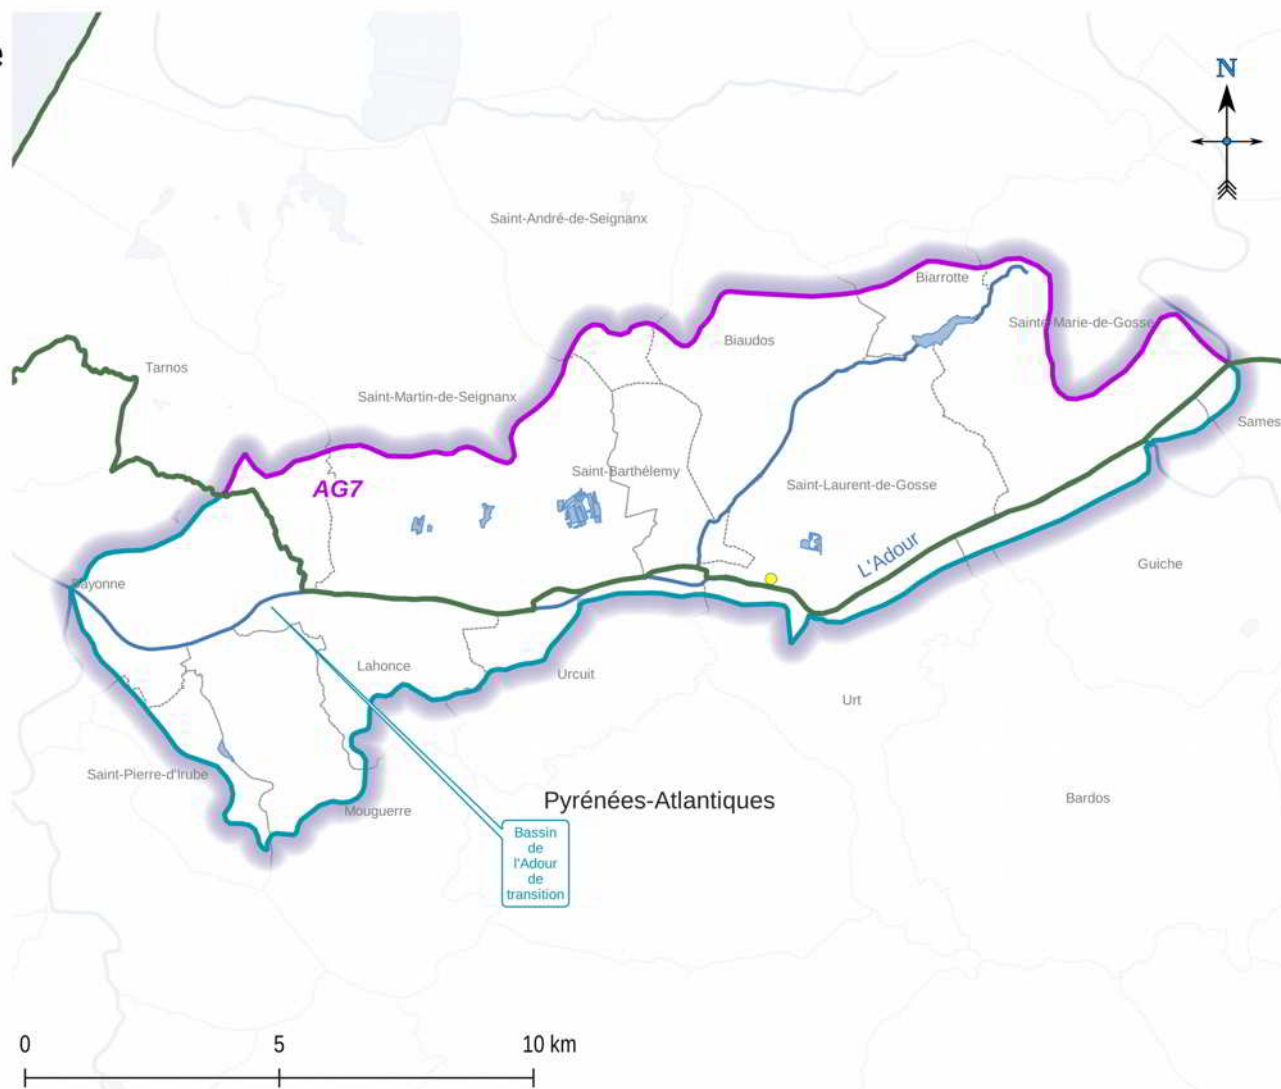 e
N
Saint-André-de-Seignanx
Biarrotte
Sainte-Marie-de-Gosse
Biaudos
Tarnos
Saint-Martin-de-Seignanx
Sames
Saint-Barthélemy
AG7
Saint-Laurent-de-Gosse
L'Adour
Guiche
Bayonne
Lahonce
Urcuit
Urt
Saint-Pierre-d'Irube
Pyrénées-Atlantiques
Bardos
Mouguerre
Bassin
de
l'Adour
de
transition
0 5 10 km